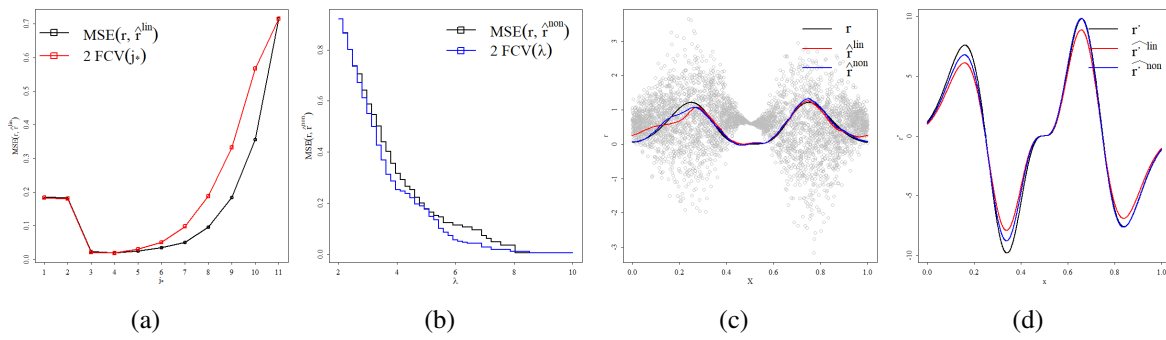 MSE(r, r̂^lin)
2 FCV(j*)
MSE(r, r̂^lin)
0.0 0.1 0.2 0.3 0.4 0.5 0.6 0.7
1 2 3 4 5 6 7 8 9 10 11
j*
(a)
MSE(r, r̂^non)
2 FCV(λ)
MSE(r, r̂^non)
0.0 0.2 0.4 0.6 0.8
2 4 6 8 10
λ
(b)
r
r̂^lin
r̂^non
r
-3 -2 -1 0 1 2 3
0.0 0.2 0.4 0.6 0.8 1.0
X
(c)
r'
r'^lin
r'^non
r'
-10 -5 0 5 10
0.0 0.2 0.4 0.6 0.8 1.0
x
(d)